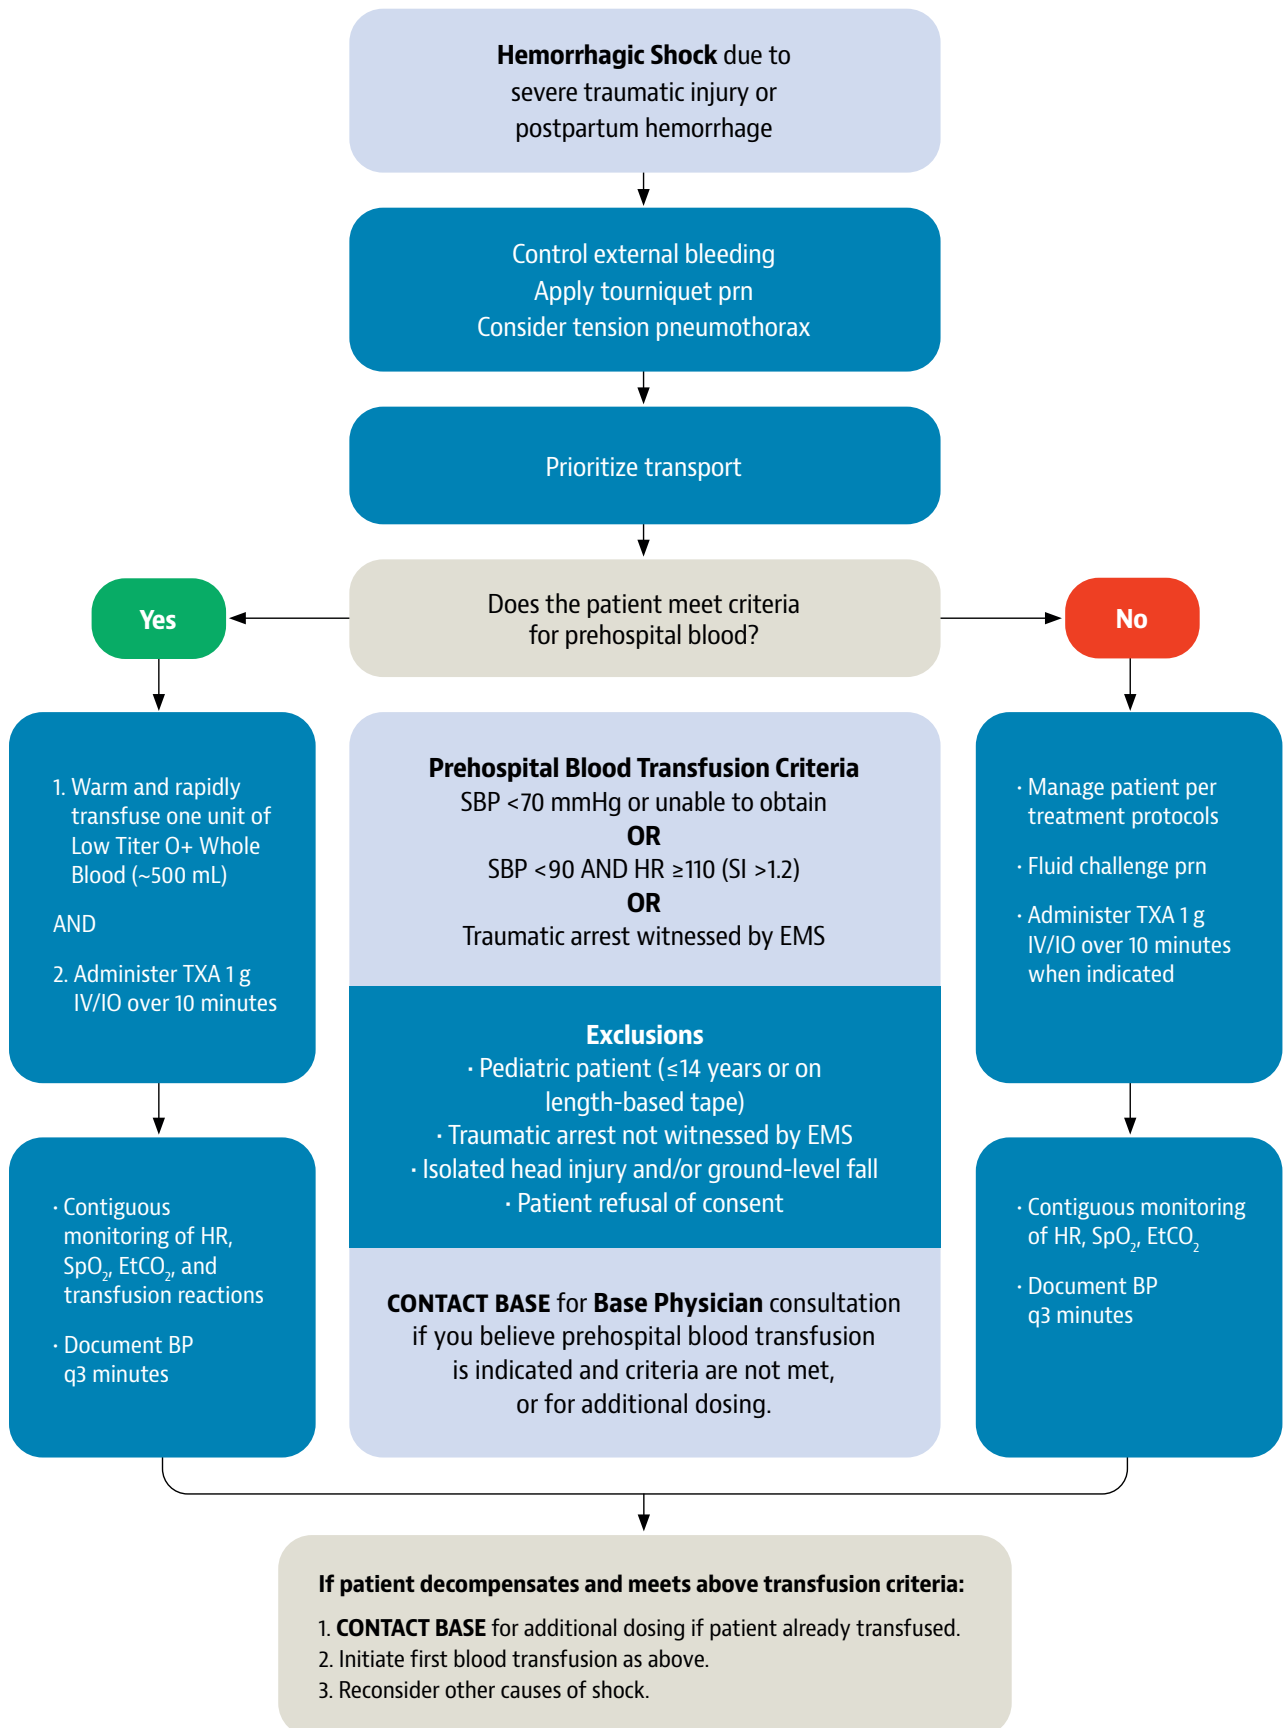 Hemorrhagic Shock due to
severe traumatic injury or
postpartum hemorrhage
Control external bleeding
Apply tourniquet prn
Consider tension pneumothorax
Prioritize transport
Does the patient meet criteria
for prehospital blood?
Yes
No
1. Warm and rapidly
transfuse one unit of
Low Titer O+ Whole
Blood (~500 mL)
AND
2. Administer TXA 1 g
IV/IO over 10 minutes
Prehospital Blood Transfusion Criteria
SBP <70 mmHg or unable to obtain
OR
SBP <90 AND HR ≥110 (SI >1.2)
OR
Traumatic arrest witnessed by EMS
Exclusions
· Pediatric patient (≤14 years or on
length-based tape)
· Traumatic arrest not witnessed by EMS
· Isolated head injury and/or ground-level fall
· Patient refusal of consent
CONTACT BASE for Base Physician consultation
if you believe prehospital blood transfusion
is indicated and criteria are not met,
or for additional dosing.
· Manage patient per
treatment protocols
· Fluid challenge prn
· Administer TXA 1 g
IV/IO over 10 minutes
when indicated
· Contiguous
monitoring of HR,
SpO₂, EtCO₂, and
transfusion reactions
· Document BP
q3 minutes
· Contiguous monitoring
of HR, SpO₂, EtCO₂
· Document BP
q3 minutes
If patient decompensates and meets above transfusion criteria:
1. CONTACT BASE for additional dosing if patient already transfused.
2. Initiate first blood transfusion as above.
3. Reconsider other causes of shock.